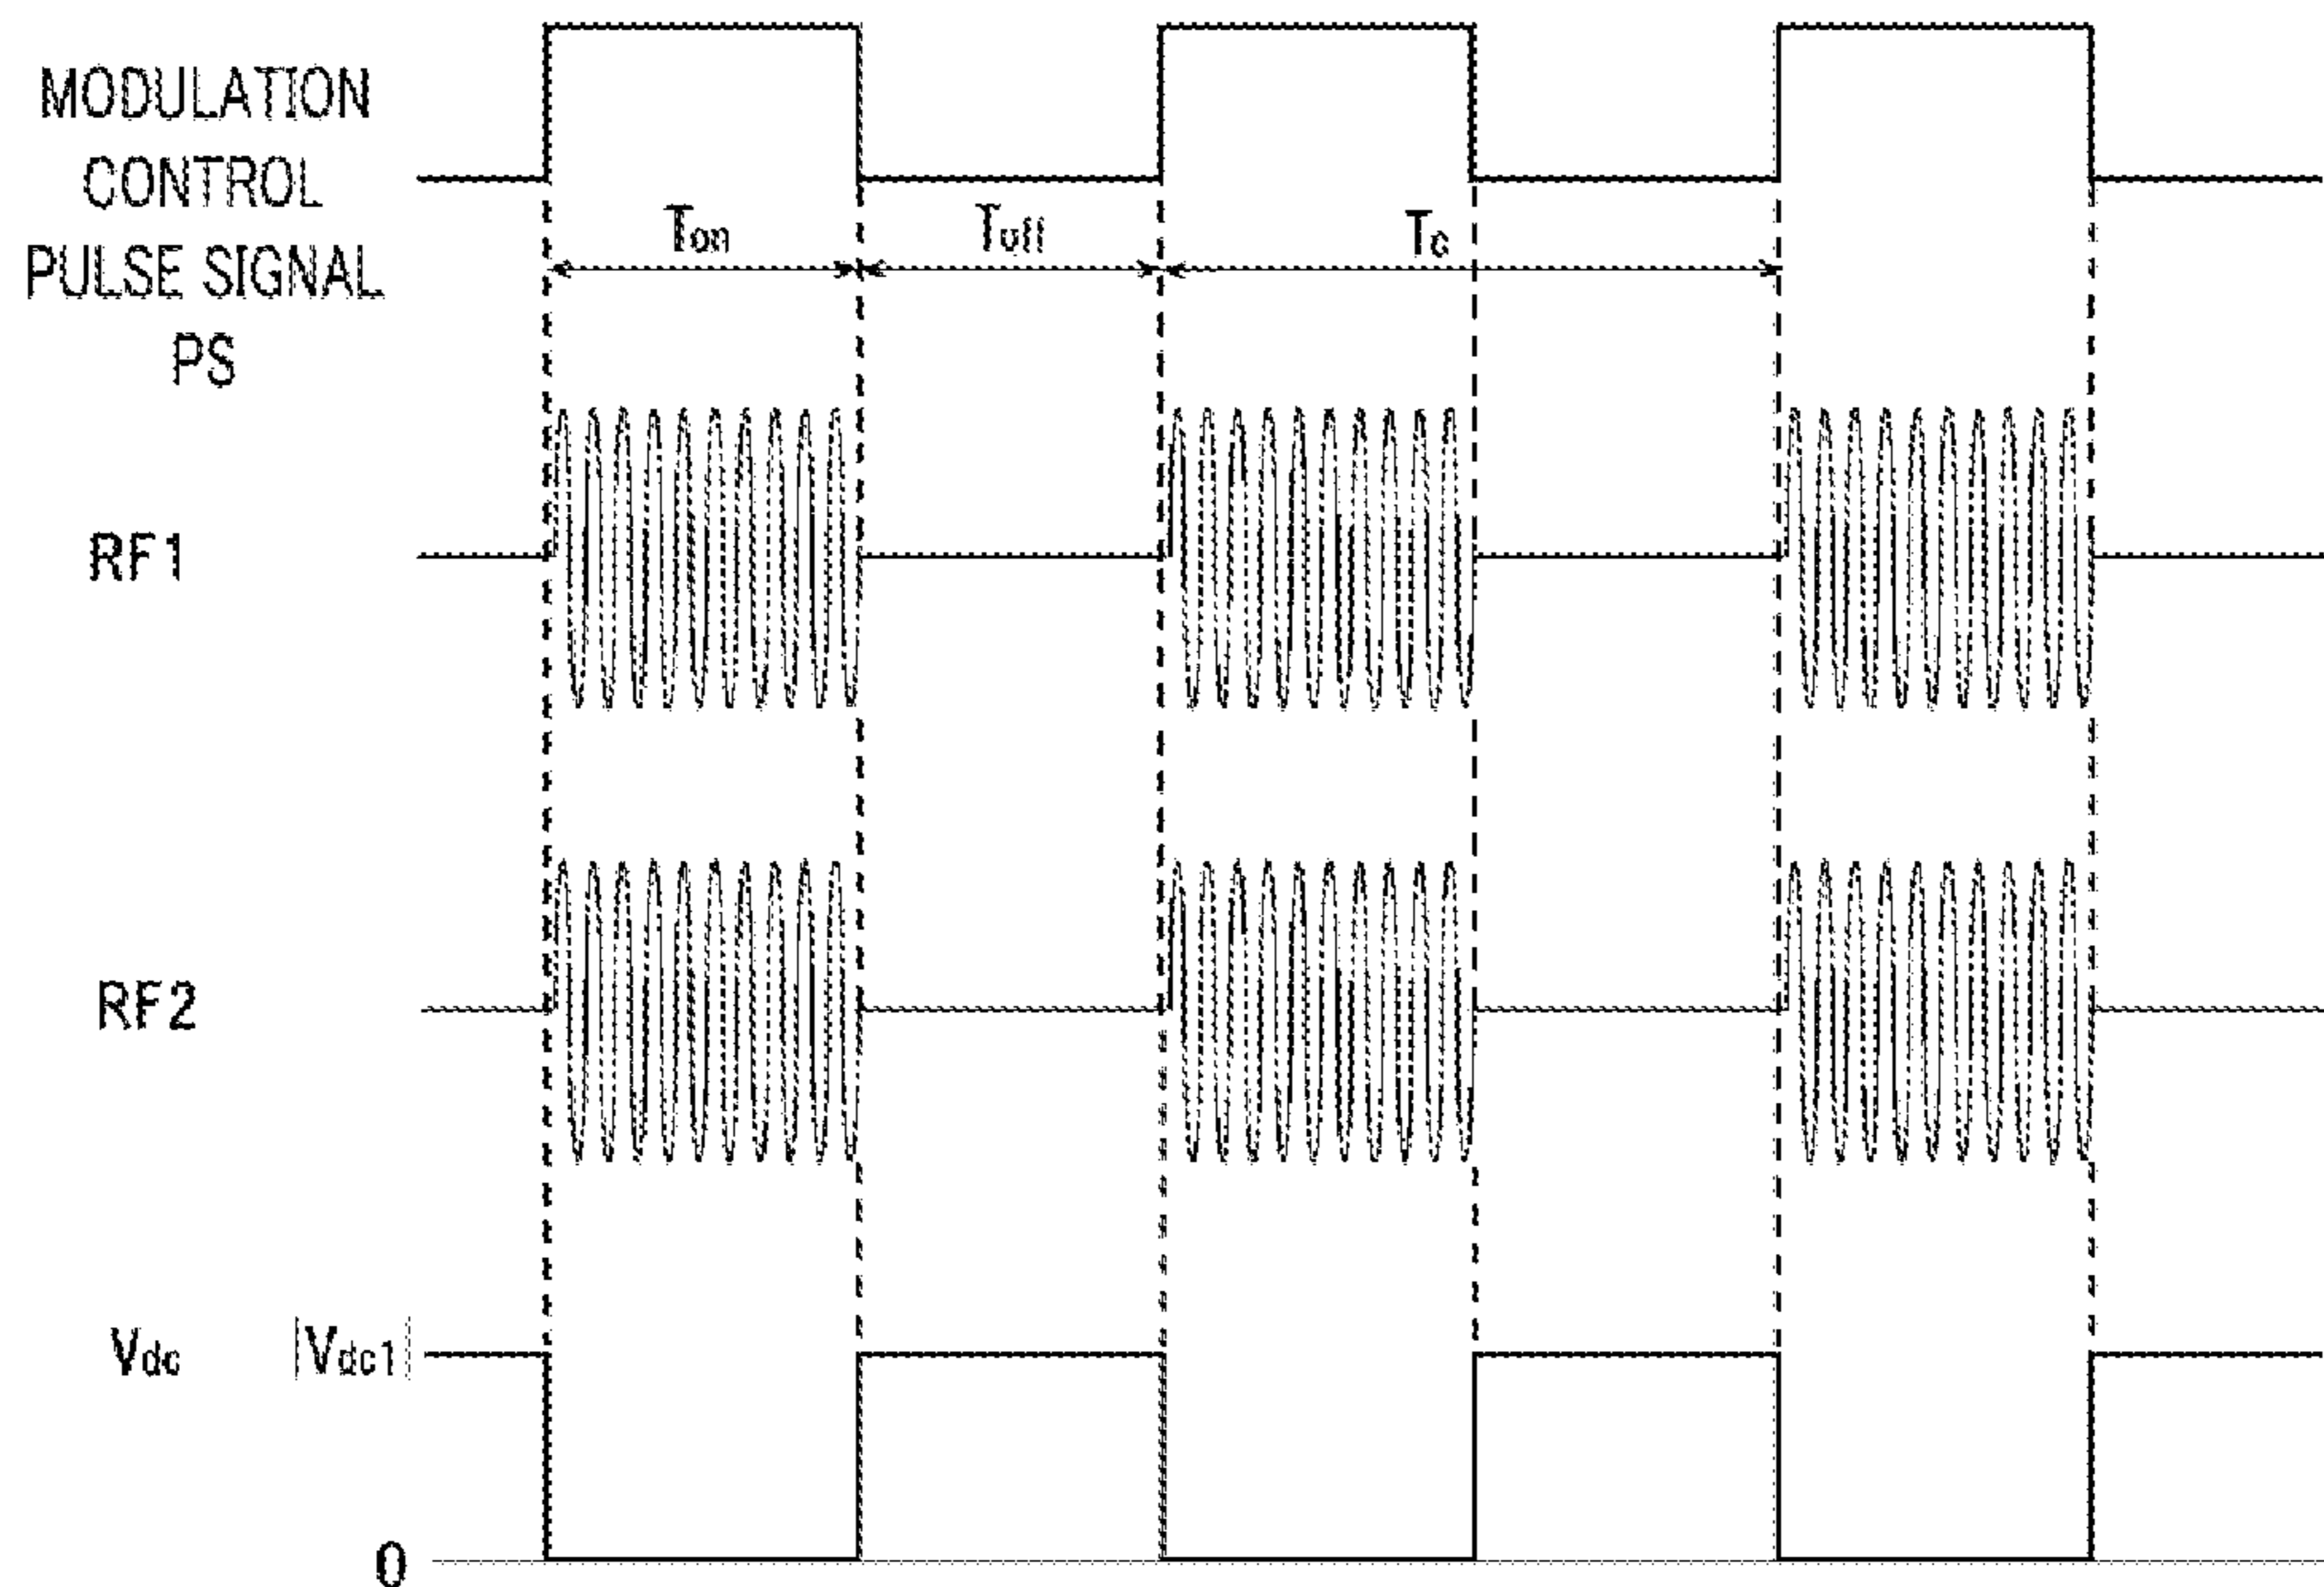 MODULATION
CONTROL
PULSE SIGNAL
PS
Ton
Toff
Tc
RF1
RF2
Vdc
|Vdc1|
0